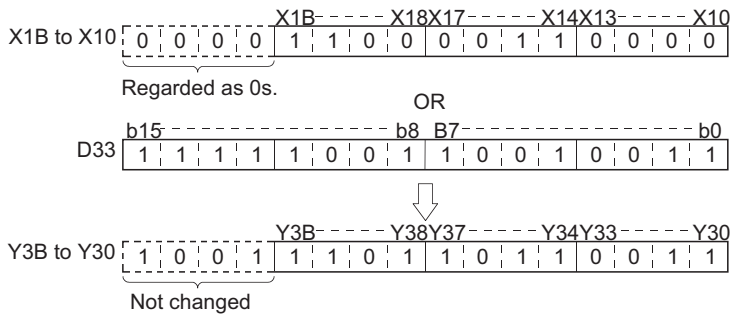 X1B X18 X17 X14 X13 X10
X1B to X10 0 0 0 0 1 1 0 0 0 0 1 1 0 0 0 0
Regarded as 0s.
OR
b15 b8 B7 b0
D33 1 1 1 1 1 0 0 1 1 0 0 1 0 0 1 1
Y3B Y38 Y37 Y34 Y33 Y30
Y3B to Y30 1 0 0 1 1 1 0 1 1 0 1 1 0 0 1 1
Not changed